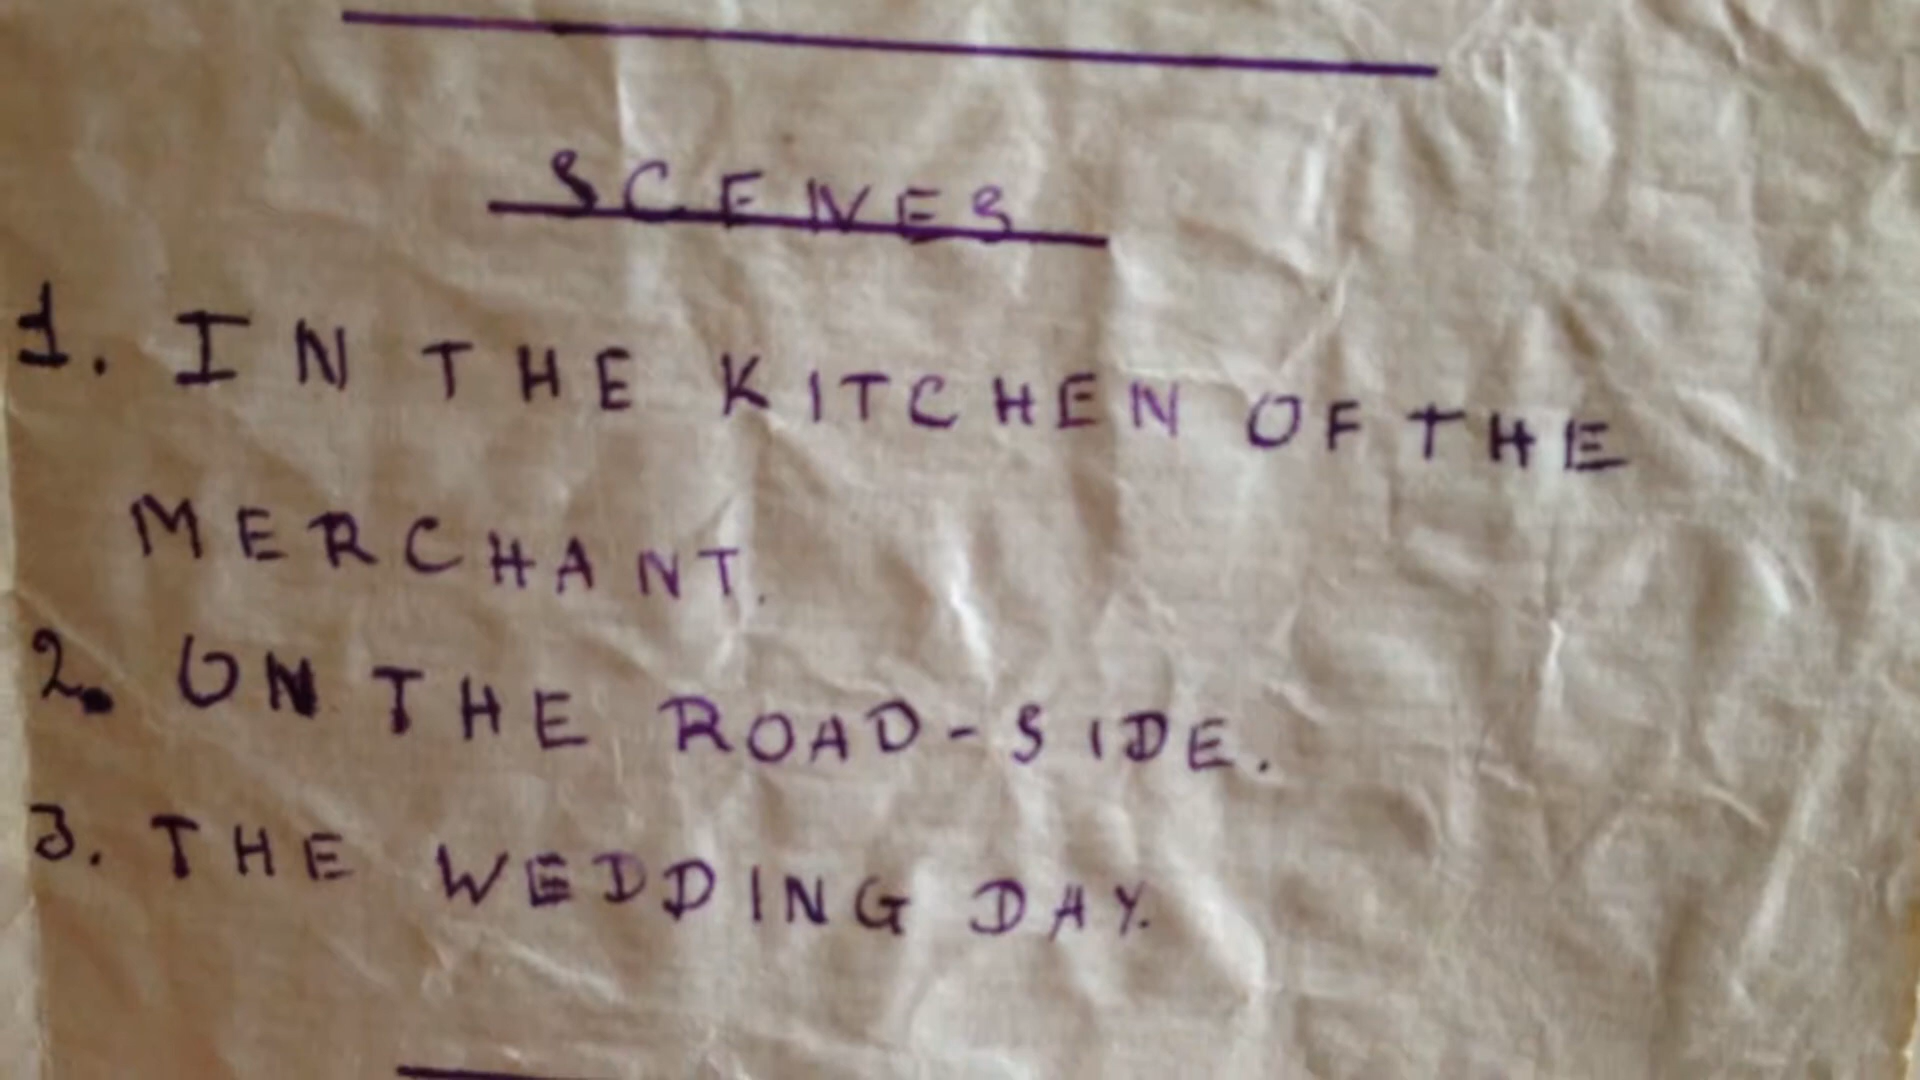 SCENES
1. IN THE KITCHEN OF THE
MERCHANT.
2. ON THE ROAD-SIDE.
3. THE WEDDING DAY.